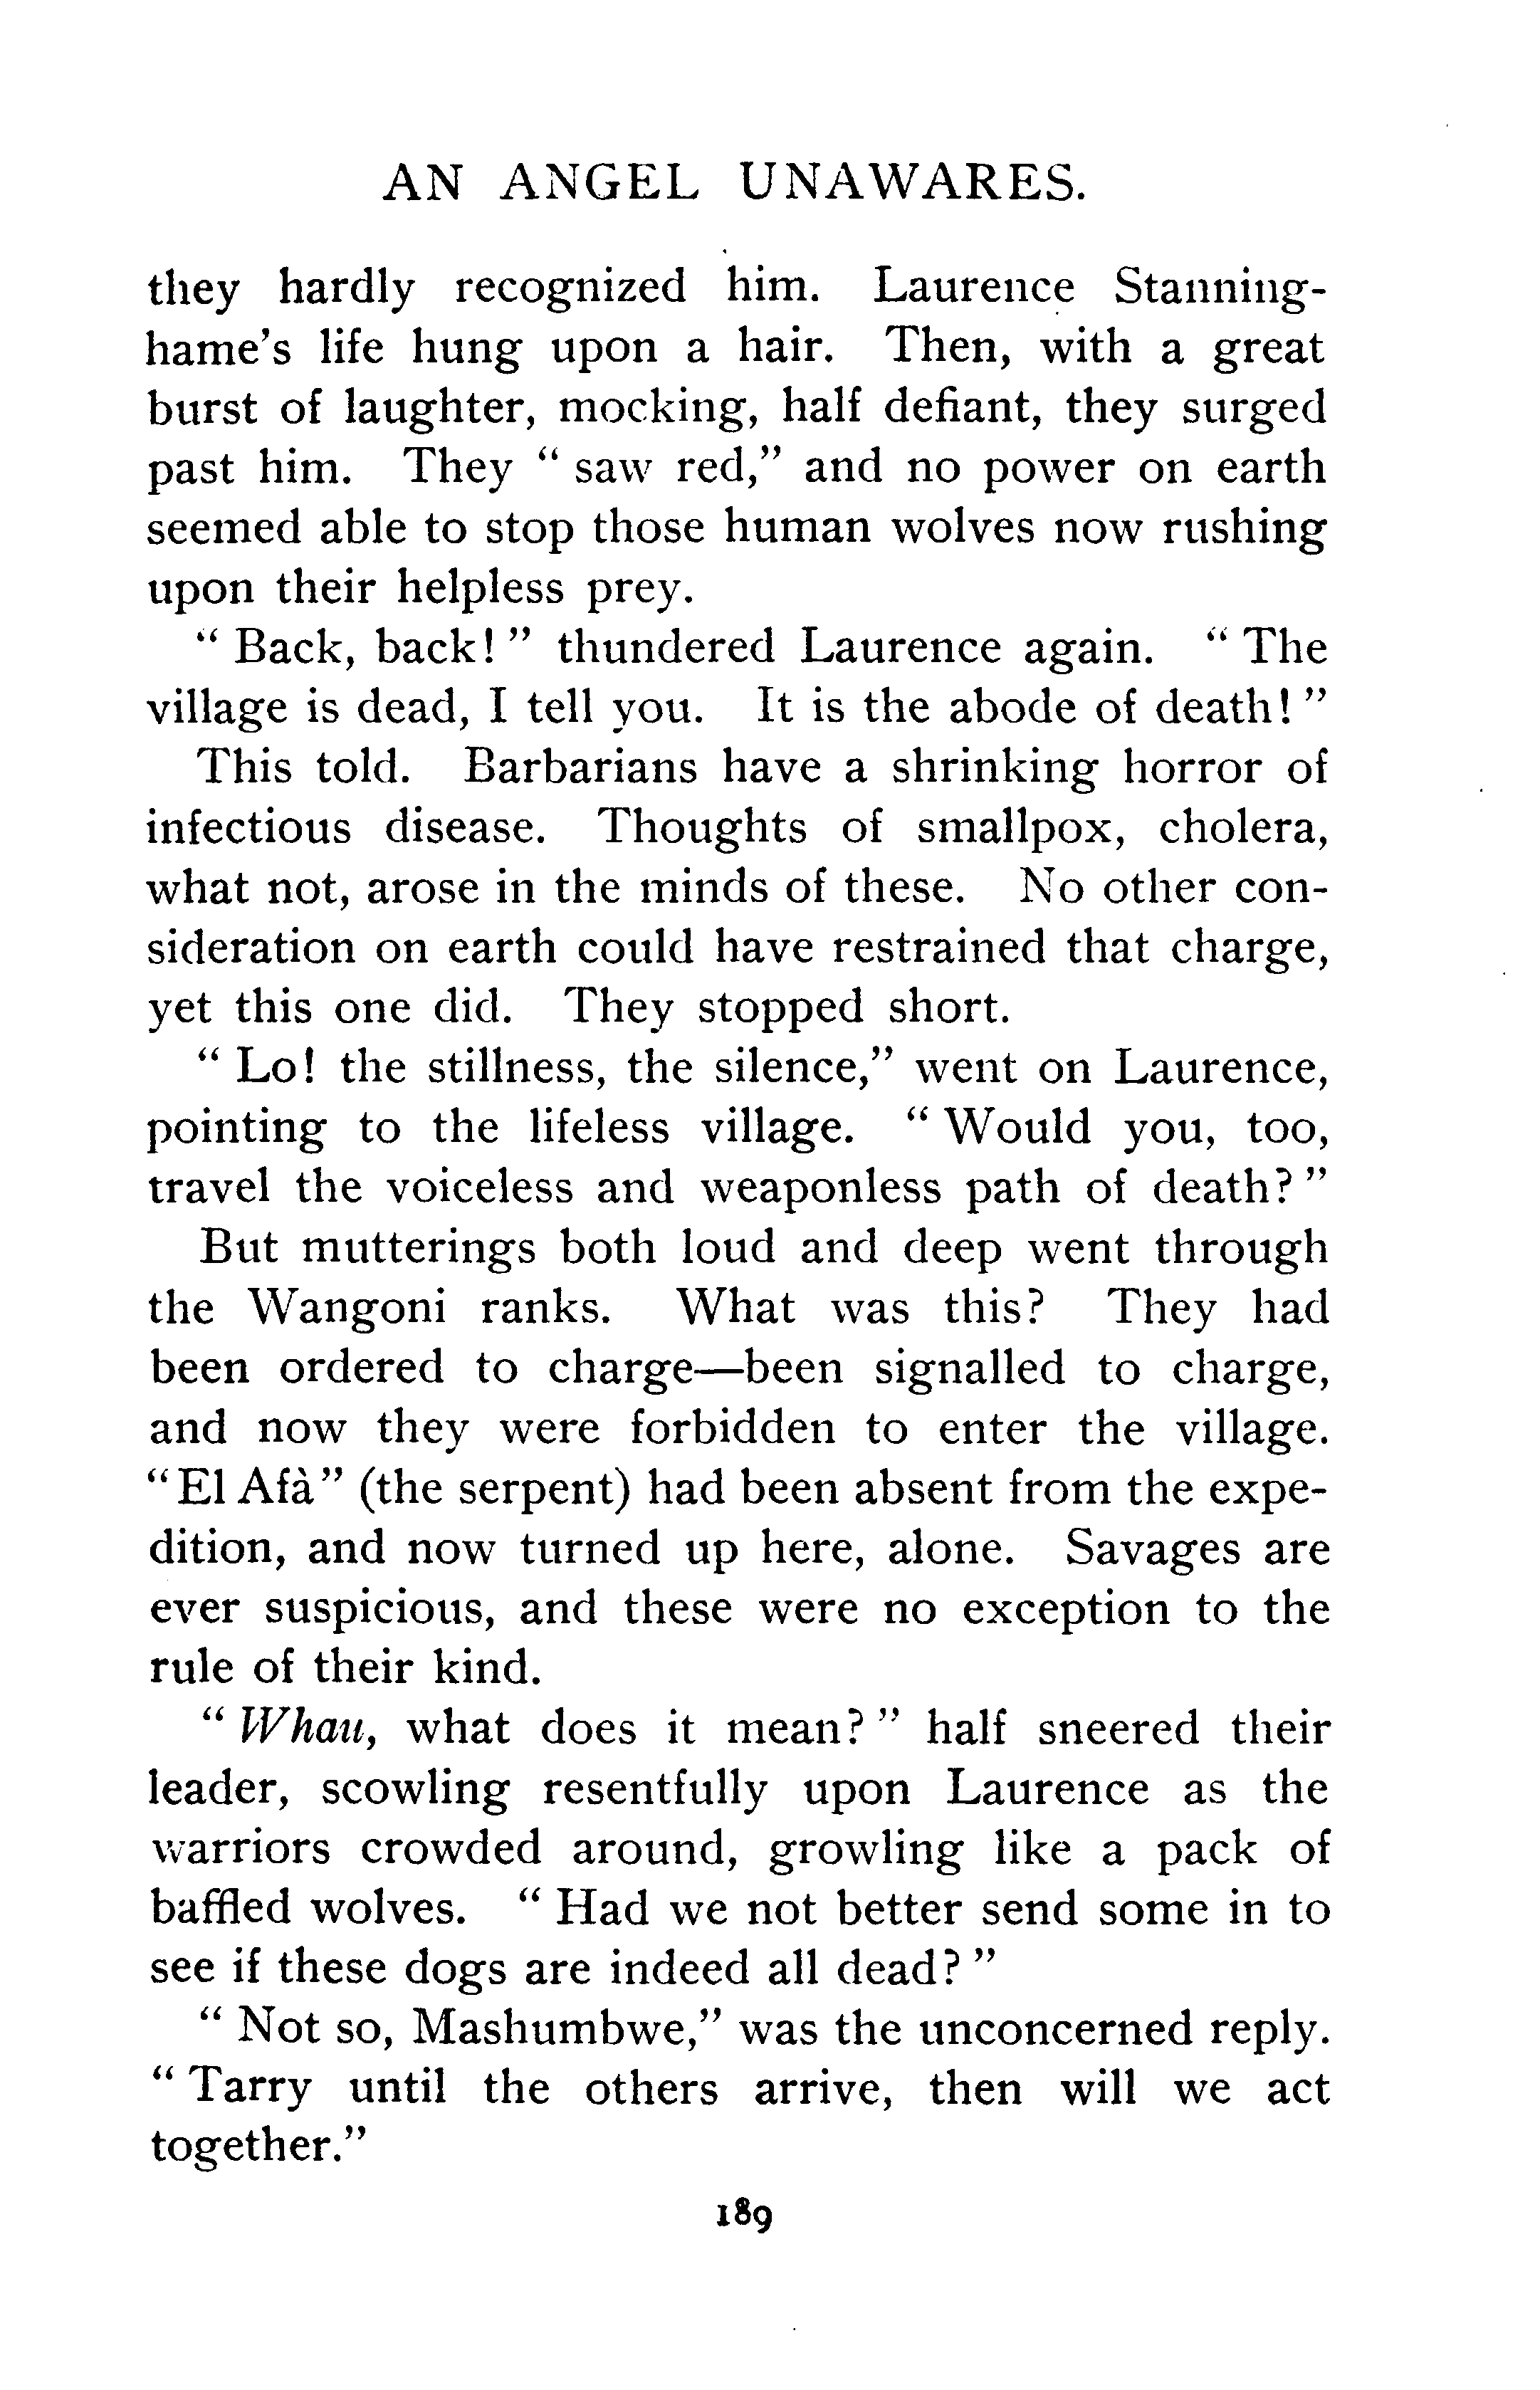 AN ANGEL UNAWARES.
they hardly recognized him. Laurence Stanning-
hame's life hung upon a hair. Then, with a great
burst of laughter, mocking, half defiant, they surged
past him. They " saw red," and no power on earth
seemed able to stop those human wolves now rushing
upon their helpless prey.
" Back, back! " thundered Laurence again. " The
village is dead, I tell you. It is the abode of death! "
This told. Barbarians have a shrinking horror of
infectious disease. Thoughts of smallpox, cholera,
what not, arose in the minds of these. No other con-
sideration on earth could have restrained that charge,
yet this one did. They stopped short.
" Lo! the stillness, the silence," went on Laurence,
pointing to the lifeless village. " Would you, too,
travel the voiceless and weaponless path of death? "
But mutterings both loud and deep went through
the Wangoni ranks. What was this? They had
been ordered to charge—been signalled to charge,
and now they were forbidden to enter the village.
"El Afà" (the serpent) had been absent from the expe-
dition, and now turned up here, alone. Savages are
ever suspicious, and these were no exception to the
rule of their kind.
" Whau, what does it mean? " half sneered their
leader, scowling resentfully upon Laurence as the
warriors crowded around, growling like a pack of
baffled wolves. " Had we not better send some in to
see if these dogs are indeed all dead? "
" Not so, Mashumbwe," was the unconcerned reply.
" Tarry until the others arrive, then will we act
together."
189